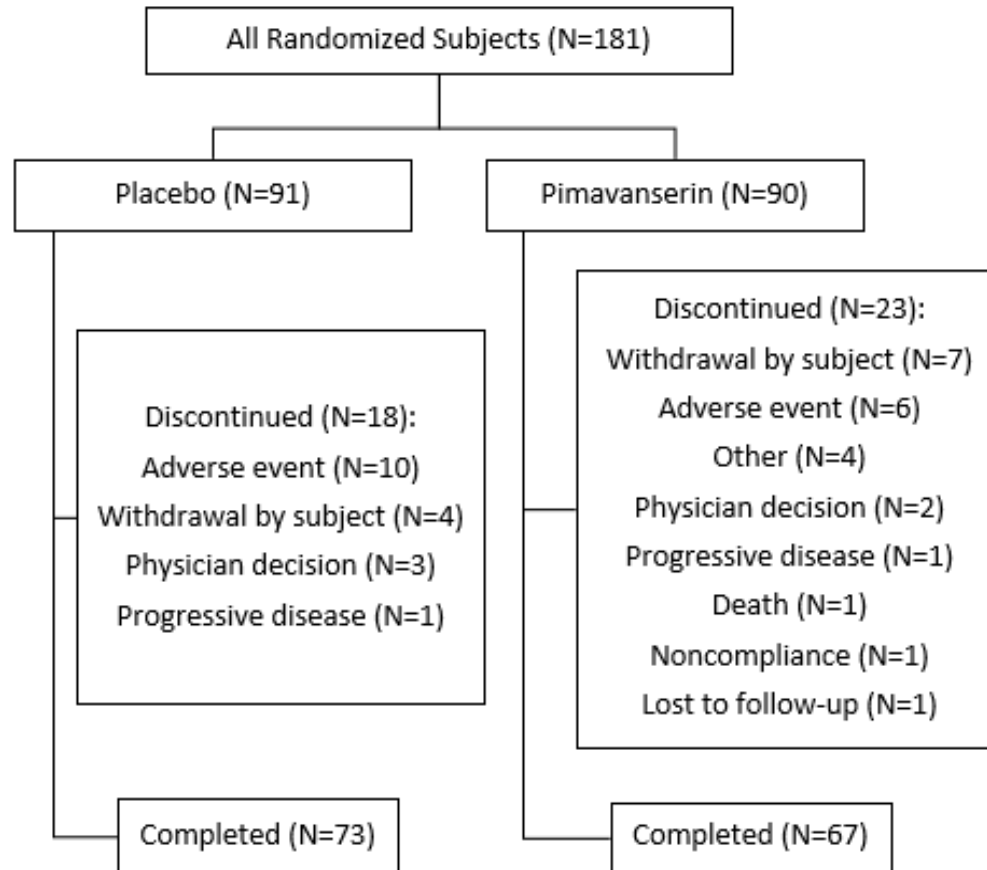 All Randomized Subjects (N=181)
Placebo (N=91)
Pimavanserin (N=90)
Discontinued (N=18):
Adverse event (N=10)
Withdrawal by subject (N=4)
Physician decision (N=3)
Progressive disease (N=1)
Discontinued (N=23):
Withdrawal by subject (N=7)
Adverse event (N=6)
Other (N=4)
Physician decision (N=2)
Progressive disease (N=1)
Death (N=1)
Noncompliance (N=1)
Lost to follow-up (N=1)
Completed (N=73)
Completed (N=67)